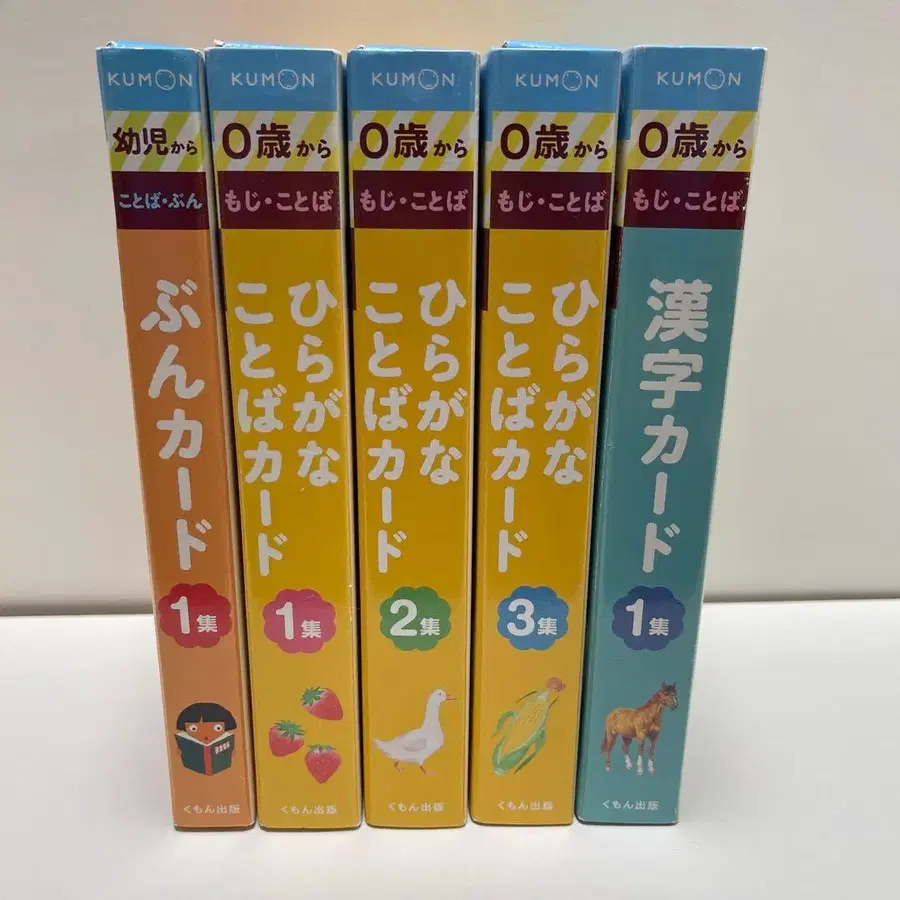 KUMON
幼児から
ことば・ぶん
ぶんカード
1集
くもん出版
KUMON
0歳から
もじ・ことば
ひらがな
ことばカード
1集
くもん出版
KUMON
0歳から
もじ・ことば
ひらがな
ことばカード
2集
くもん出版
KUMON
0歳から
もじ・ことば
ひらがな
ことばカード
3集
くもん出版
KUMON
0歳から
もじ・ことば
漢字カード
1集
くもん出版